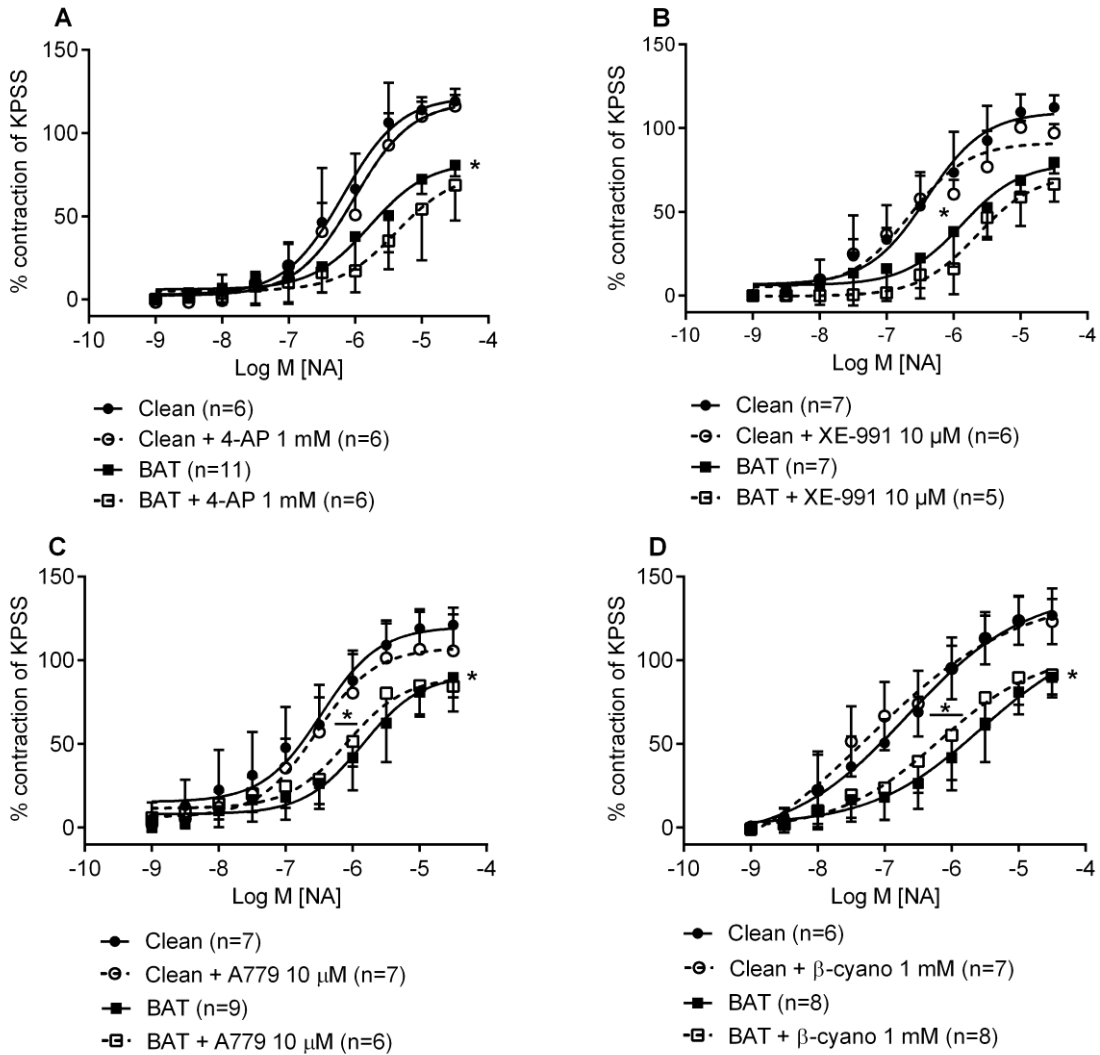 A
150
100
50
0
% contraction of KPSS
*
-10 -9 -8 -7 -6 -5 -4
Log M [NA]
Clean (n=6)
Clean + 4-AP 1 mM (n=6)
BAT (n=11)
BAT + 4-AP 1 mM (n=6)
B
150
100
50
0
% contraction of KPSS
*
-10 -9 -8 -7 -6 -5 -4
Log M [NA]
Clean (n=7)
Clean + XE-991 10 µM (n=6)
BAT (n=7)
BAT + XE-991 10 µM (n=5)
C
150
100
50
0
% contraction of KPSS
*
*
-10 -9 -8 -7 -6 -5 -4
Log M [NA]
Clean (n=7)
Clean + A779 10 μM (n=7)
BAT (n=9)
BAT + A779 10 μM (n=6)
D
150
100
50
0
% contraction of KPSS
*
*
-10 -9 -8 -7 -6 -5 -4
Log M [NA]
Clean (n=6)
Clean + β-cyano 1 mM (n=7)
BAT (n=8)
BAT + β-cyano 1 mM (n=8)